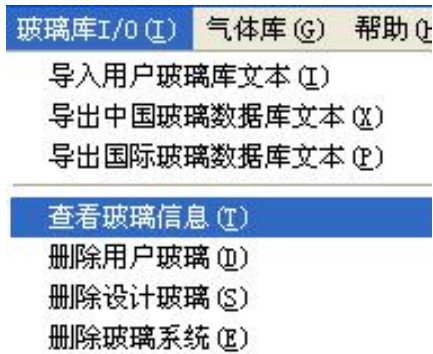 玻璃库I/O(I) 气体库(G) 帮助(H
导入用户玻璃库文本(I)
导出中国玻璃数据库文本(X)
导出国际玻璃数据库文本(P)
查看玻璃信息(T)
删除用户玻璃(D)
删除设计玻璃(S)
删除玻璃系统(E)